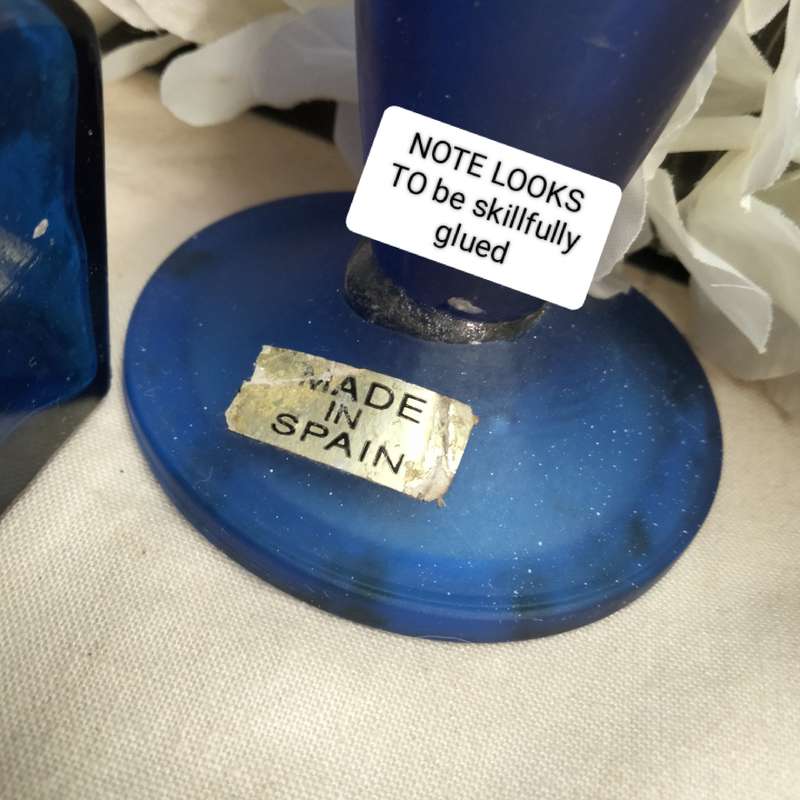 NOTE LOOKS
TO be skillfully
glued
MADE
IN
SPAIN